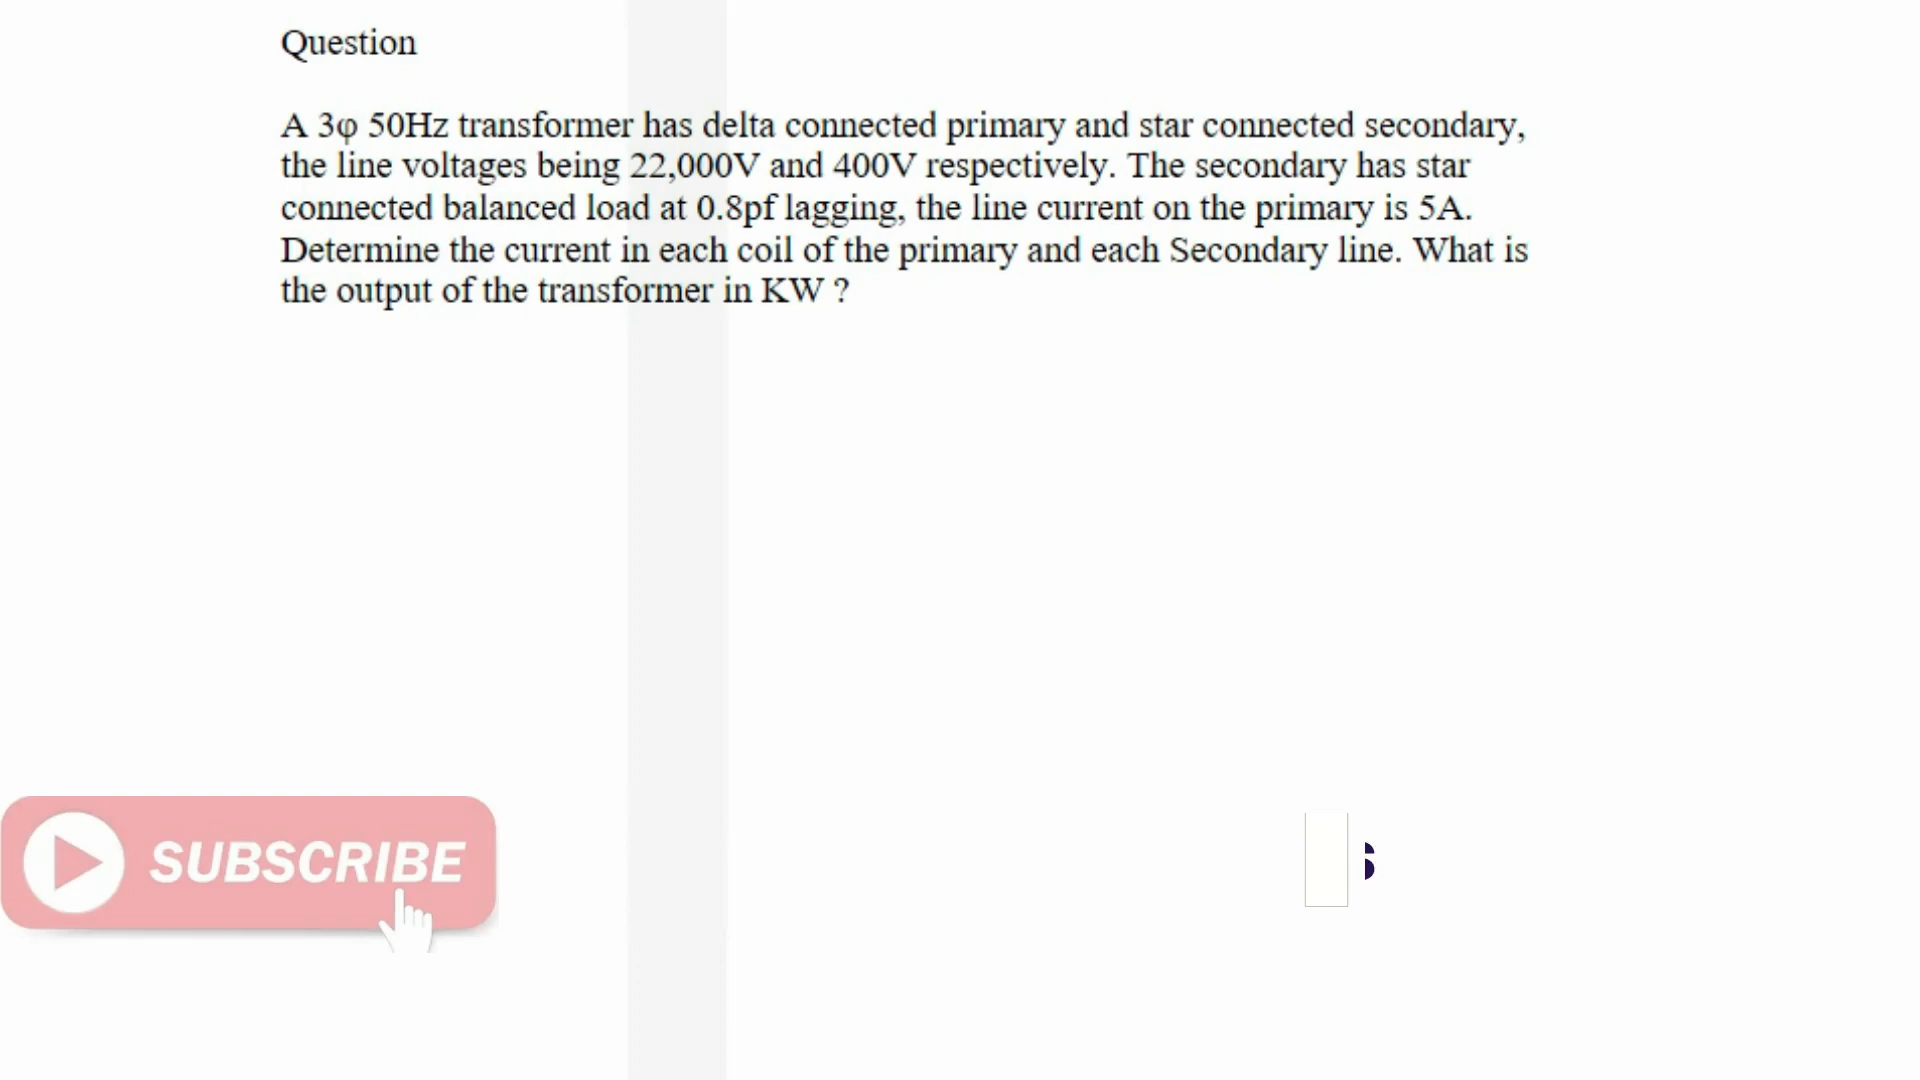 Question
A 3φ 50Hz transformer has delta connected primary and star connected secondary,
the line voltages being 22,000V and 400V respectively. The secondary has star
connected balanced load at 0.8pf lagging, the line current on the primary is 5A.
Determine the current in each coil of the primary and each Secondary line. What is
the output of the transformer in KW ?
SUBSCRIBE